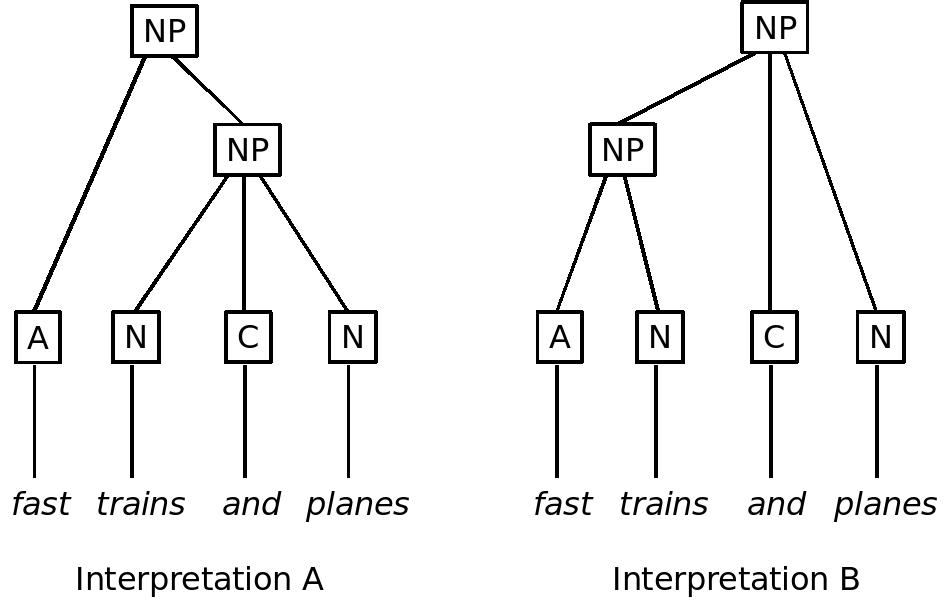 NP NP
NP NP
A N C N A N C N
fast trains and planes fast trains and planes
Interpretation A Interpretation B